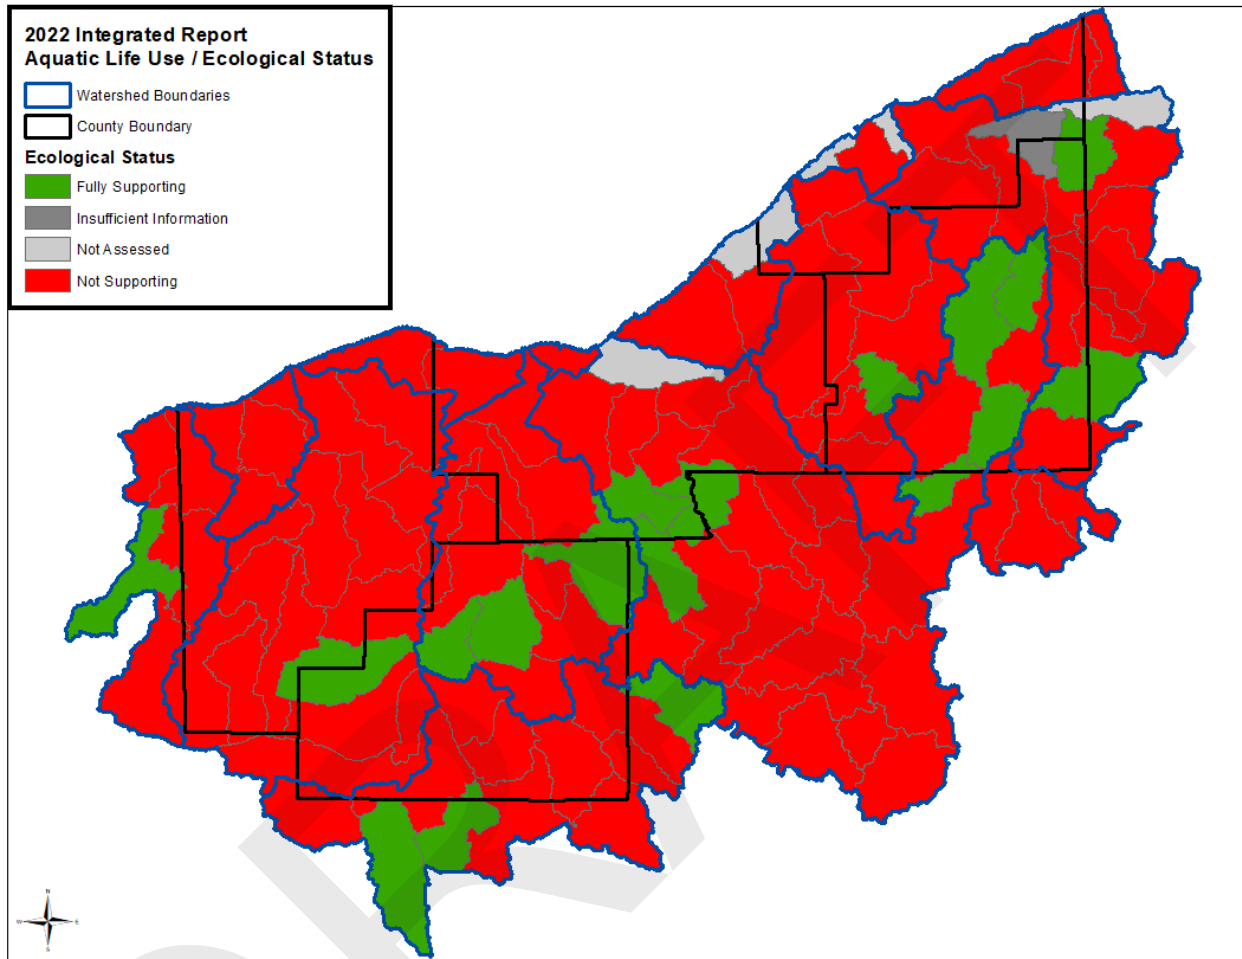 2022 Integrated Report
Aquatic Life Use / Ecological Status
Watershed Boundaries
County Boundary
Ecological Status
Fully Supporting
Insufficient Information
Not Assessed
Not Supporting
N
W
E
S